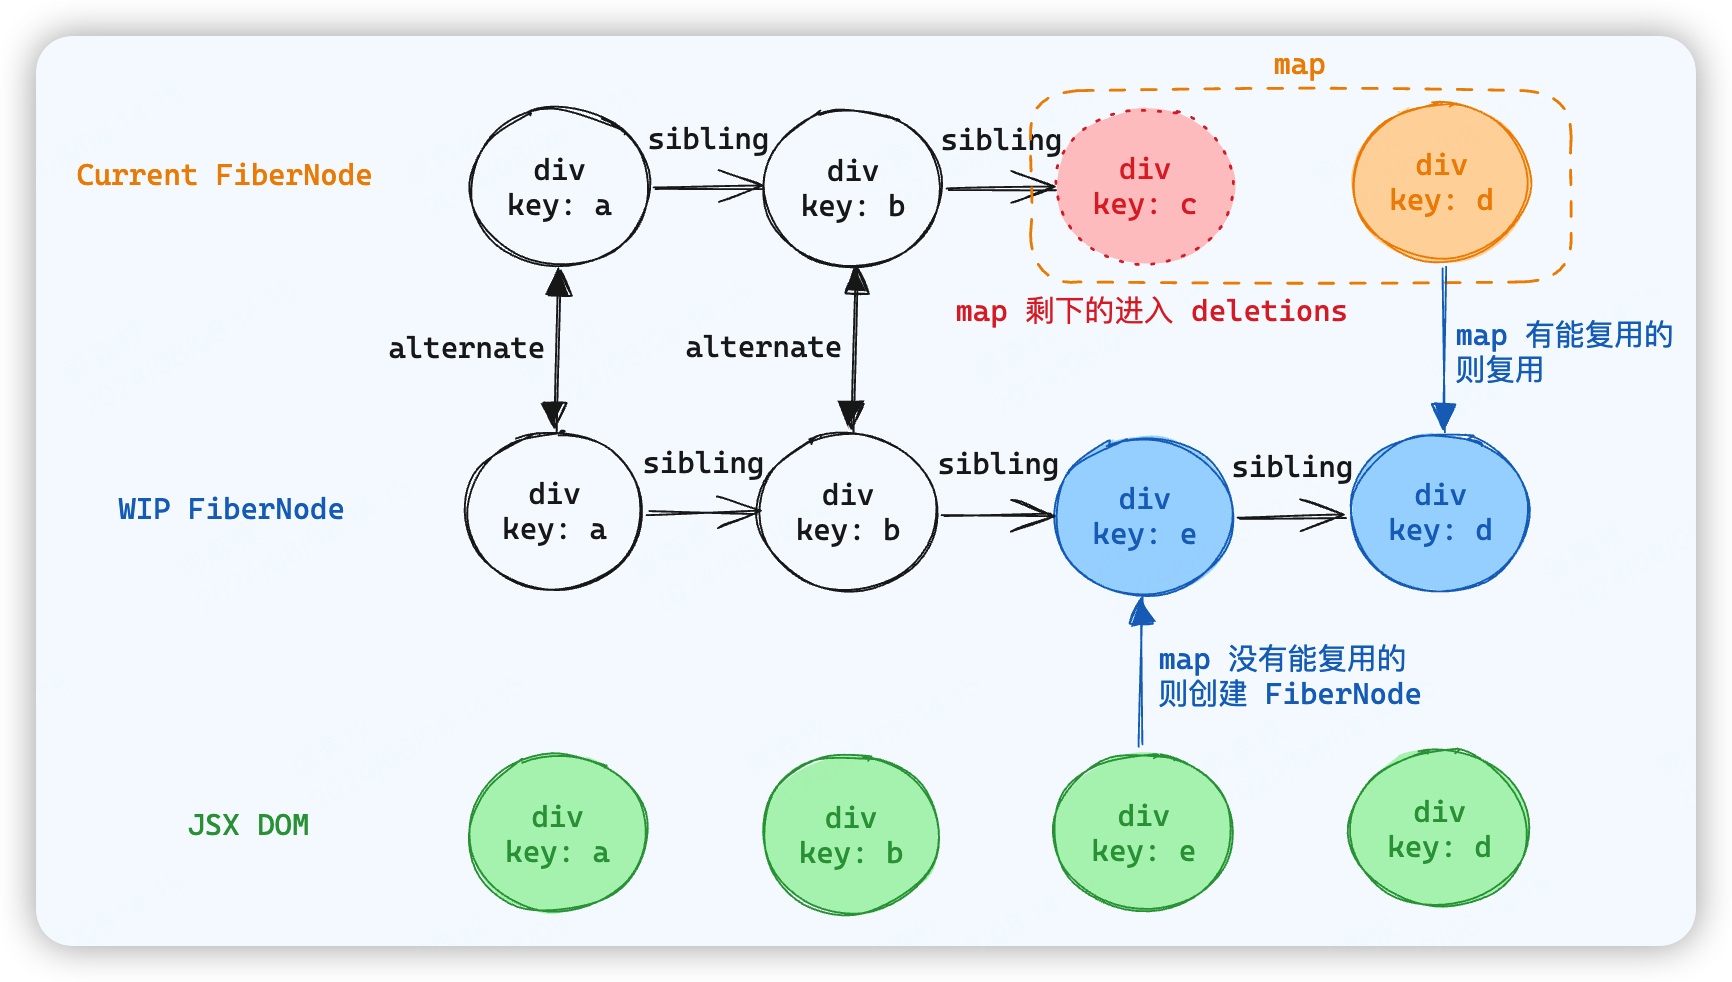 map
Current FiberNode
div
key: a
sibling
div
key: b
sibling
div
key: c
div
key: d
map 剩下的进入 deletions
alternate
alternate
map 有能复用的
则复用
WIP FiberNode
div
key: a
sibling
div
key: b
sibling
div
key: e
sibling
div
key: d
map 没有能复用的
则创建 FiberNode
JSX DOM
div
key: a
div
key: b
div
key: e
div
key: d